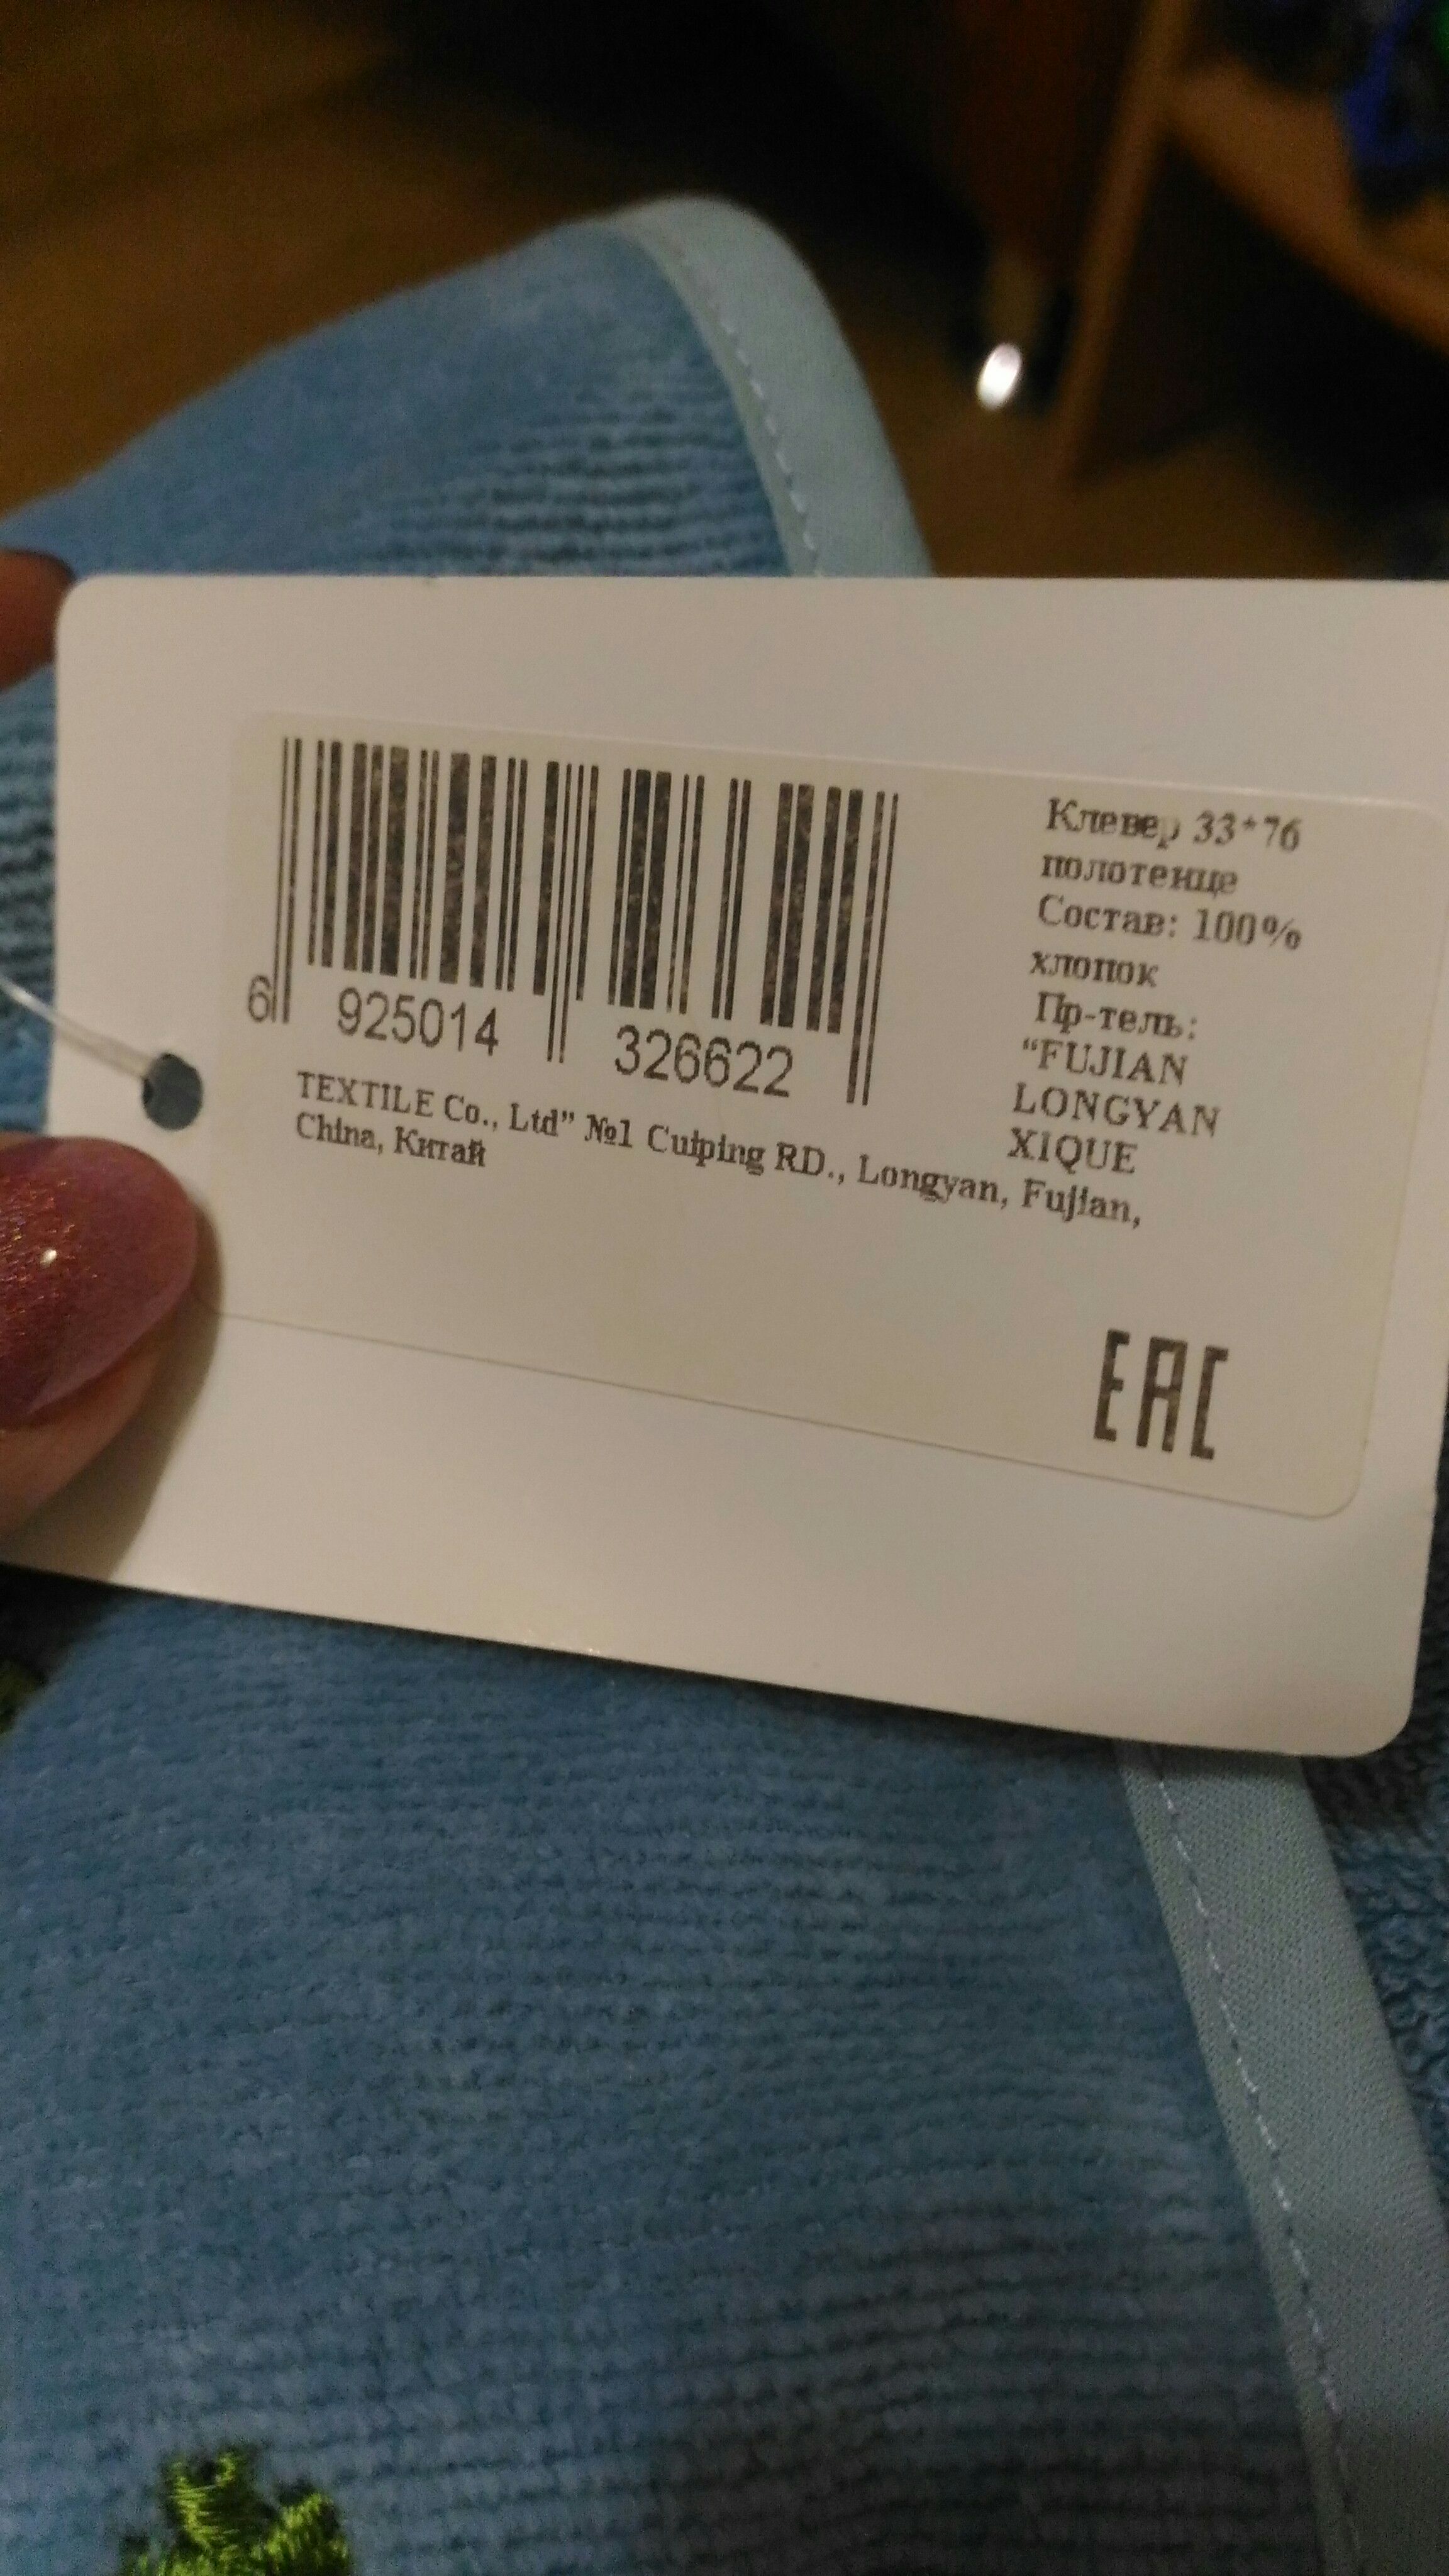 Клевер 33*76
полотенце
Состав: 100%
хлопок
Пр-тель:
“FUJIAN
LONGYAN
XIQUE
6 925014 326622
TEXTILE Co., Ltd” №1 Cuiping RD., Longyan, Fujian,
China, Китай
EAC